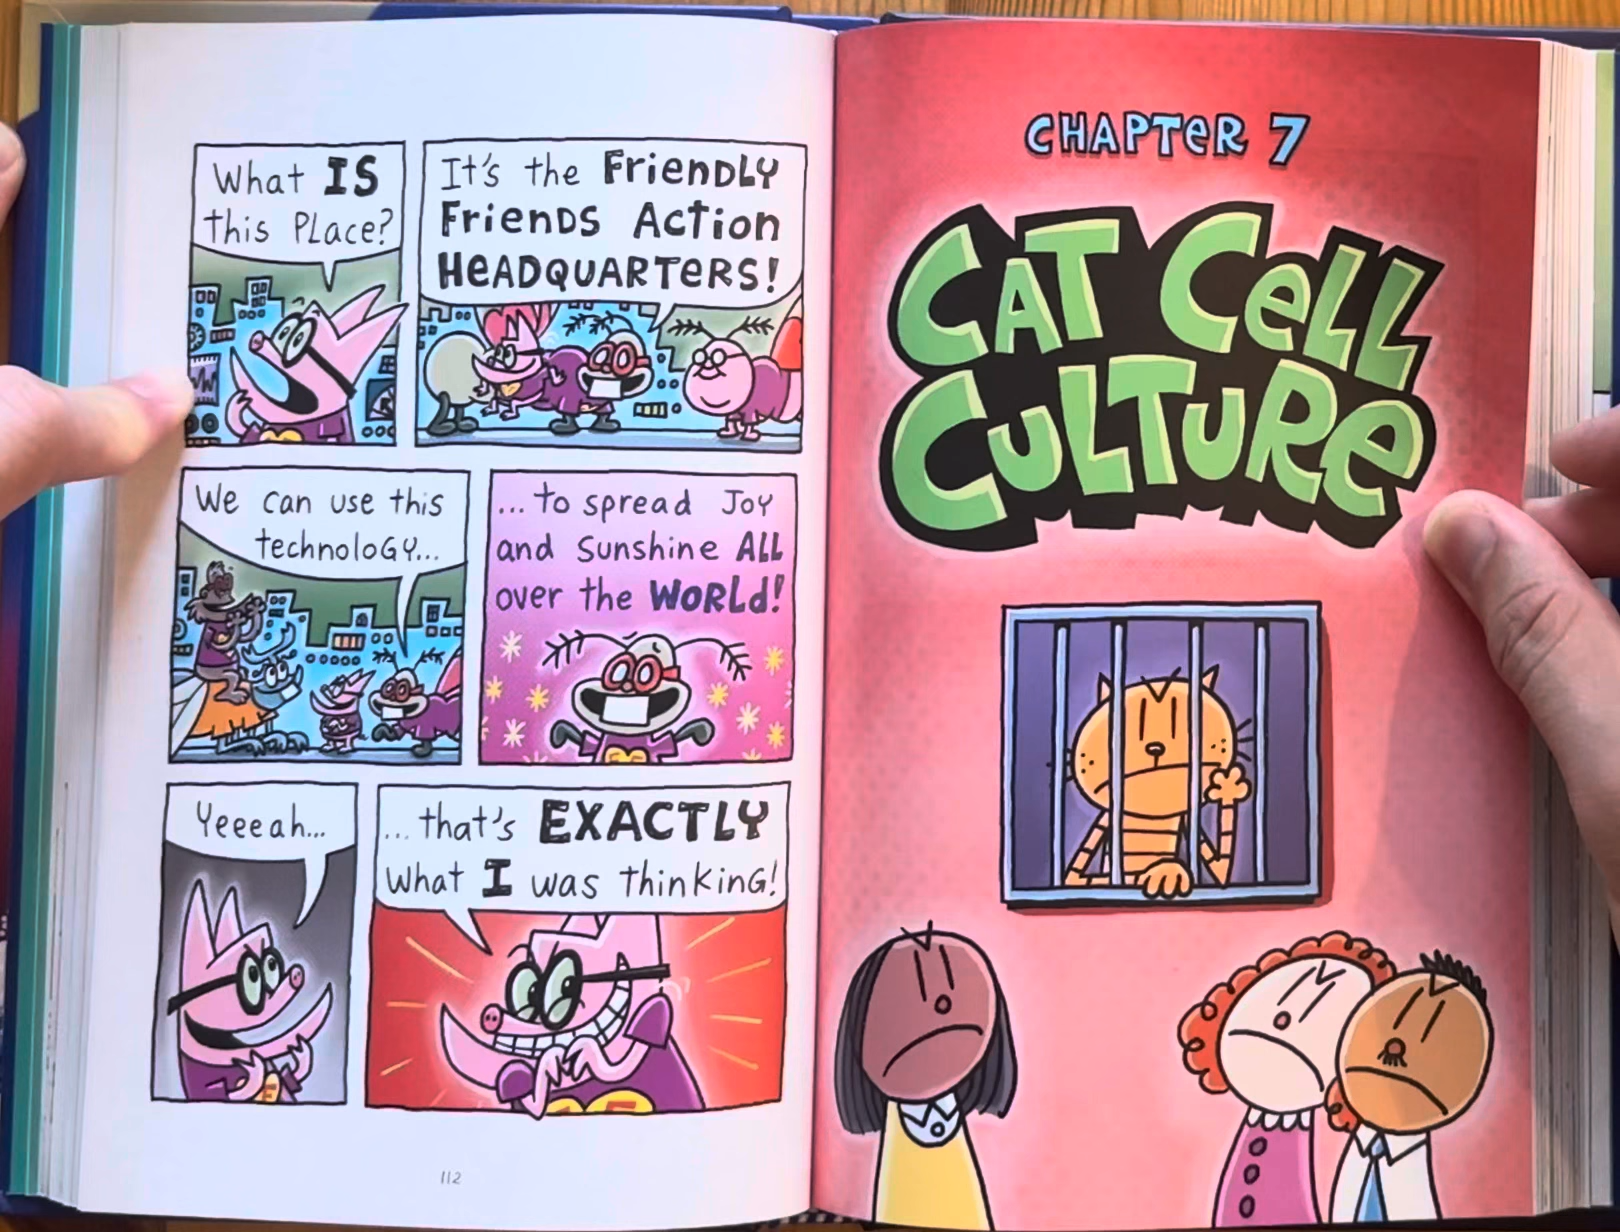 What IS
this Place?
It's the Friendly
Friends Action
Headquarters!
We can use this
technology...
...to spread Joy
and Sunshine ALL
over the WORLd!
Yeeeah...
...that's EXACTLY
what I was thinking!
112
CHAPTER 7
CAT CELL
CULTURE